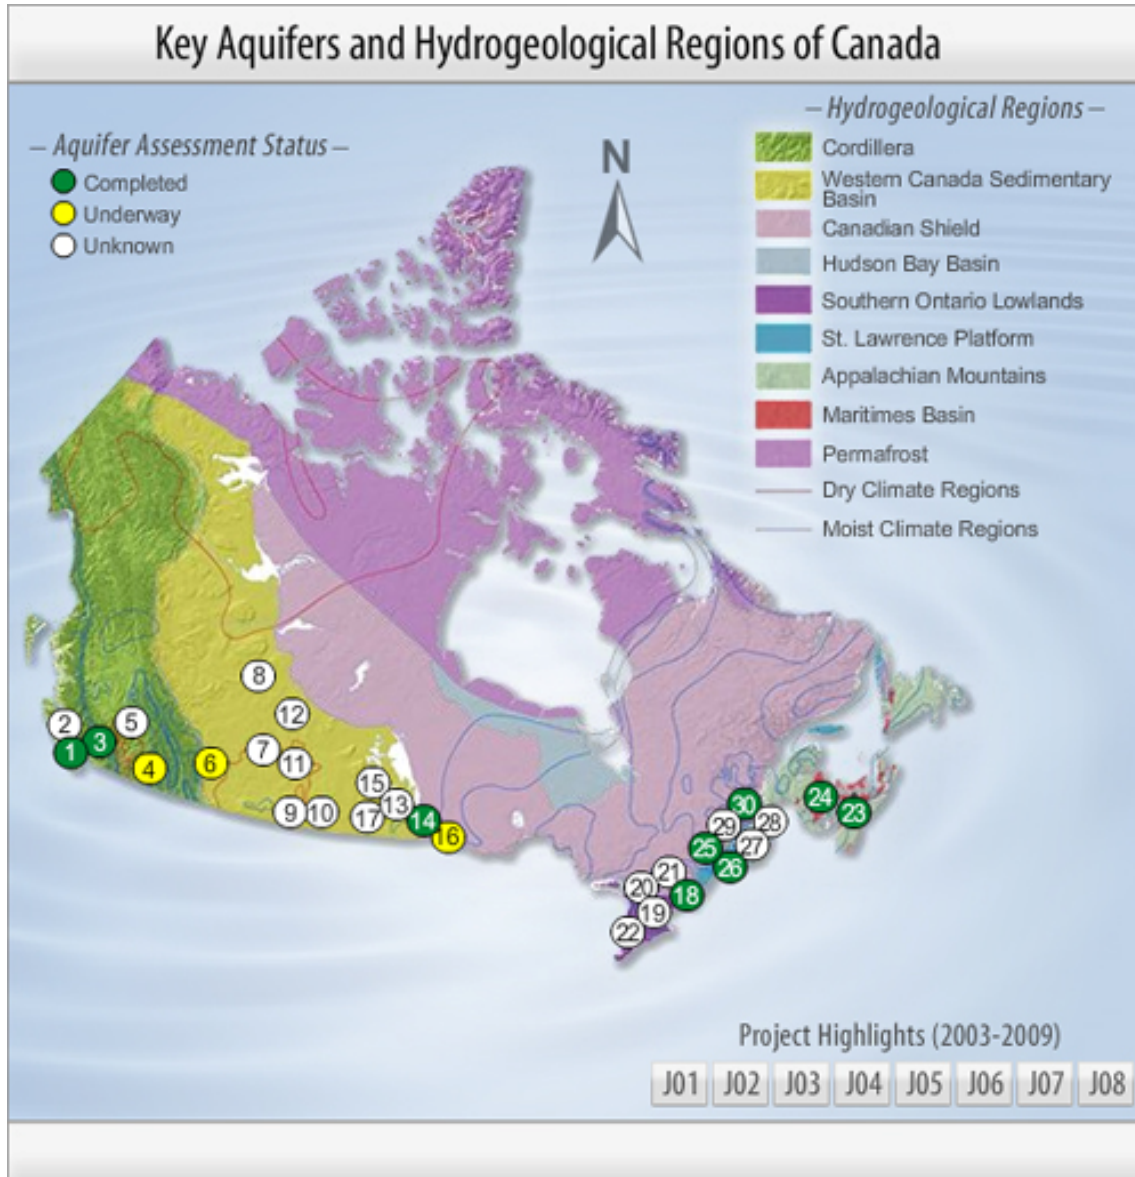 Key Aquifers and Hydrogeological Regions of Canada
– Aquifer Assessment Status –
Completed
Underway
Unknown
N
– Hydrogeological Regions –
Cordillera
Western Canada Sedimentary
Basin
Canadian Shield
Hudson Bay Basin
Southern Ontario Lowlands
St. Lawrence Platform
Appalachian Mountains
Maritimes Basin
Permafrost
Dry Climate Regions
Moist Climate Regions
8
12
2
5
3
1
4
6
7
11
15
13
9
10
17
14
16
30
24
23
29
28
25
27
26
21
20
18
19
22
Project Highlights (2003-2009)
J01 J02 J03 J04 J05 J06 J07 J08